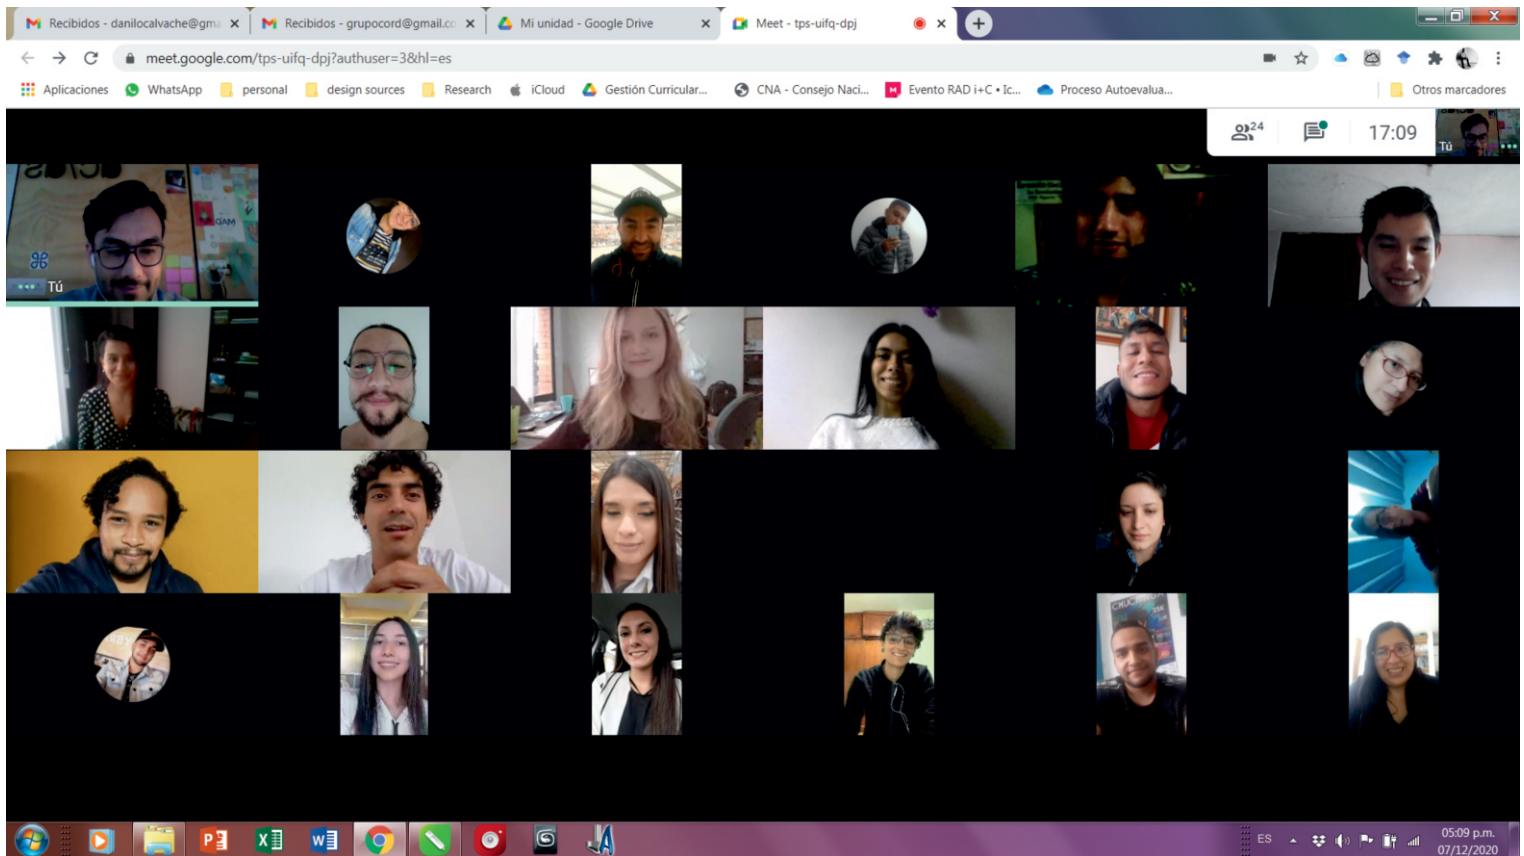 Recibidos - danilocalvache@gma
Recibidos - grupocord@gmail.co
Mi unidad - Google Drive
Meet - tps-uifq-dpj
meet.google.com/tps-uifq-dpj?authuser=3&hl=es
Aplicaciones
WhatsApp
personal
design sources
Research
iCloud
Gestión Curricular...
CNA - Consejo Naci...
Evento RAD i+C • Ic...
Proceso Autoevalua...
Otros marcadores
24
17:09
Tú
Tú
ES
05:09 p.m.
07/12/2020